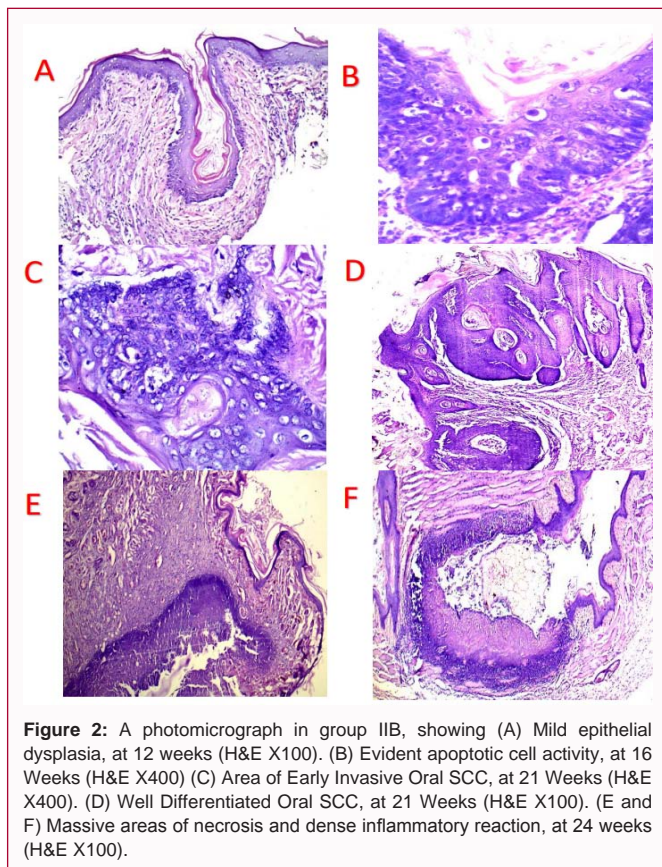 A
B
C
D
E
F
Figure 2: A photomicrograph in group IIB, showing (A) Mild epithelial
dysplasia, at 12 weeks (H&E X100). (B) Evident apoptotic cell activity, at 16
Weeks (H&E X400) (C) Area of Early Invasive Oral SCC, at 21 Weeks (H&E
X400). (D) Well Differentiated Oral SCC, at 21 Weeks (H&E X100). (E and
F) Massive areas of necrosis and dense inflammatory reaction, at 24 weeks
(H&E X100).